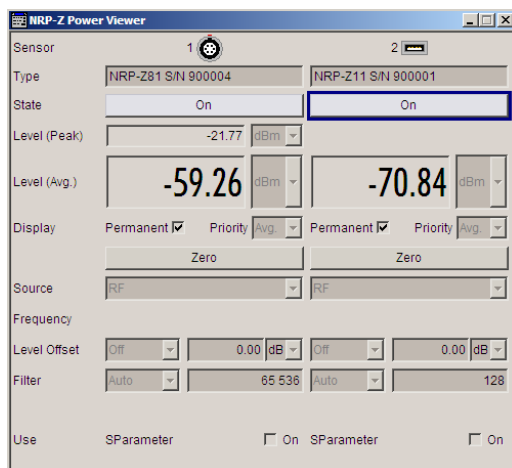 NRP-Z Power Viewer
Sensor 1 2
Type NRP-Z81 S/N 900004 NRP-Z11 S/N 900001
State On On
Level (Peak) -21.77 dBm
Level (Avg.) -59.26 dBm -70.84 dBm
Display Permanent Priority Avg. Permanent Priority Avg.
Zero Zero
Source RF RF
Frequency
Level Offset Off 0.00 dB Off 0.00 dB
Filter Auto 65 536 Auto 128
Use SParameter On SParameter On